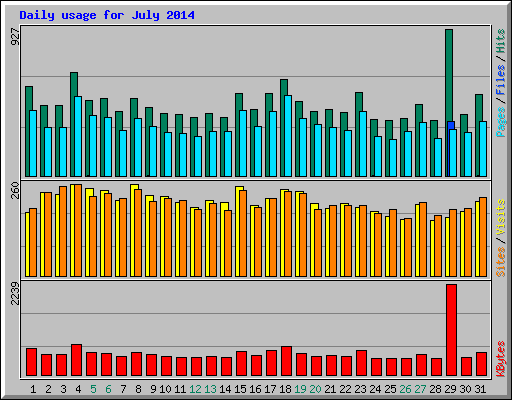 Daily usage for July 2014
927
Pages / Files / Hits
260
Sites / Visits
2239
KBytes
1 2 3 4 5 6 7 8 9 10 11 12 13 14 15 16 17 18 19 20 21 22 23 24 25 26 27 28 29 30 31